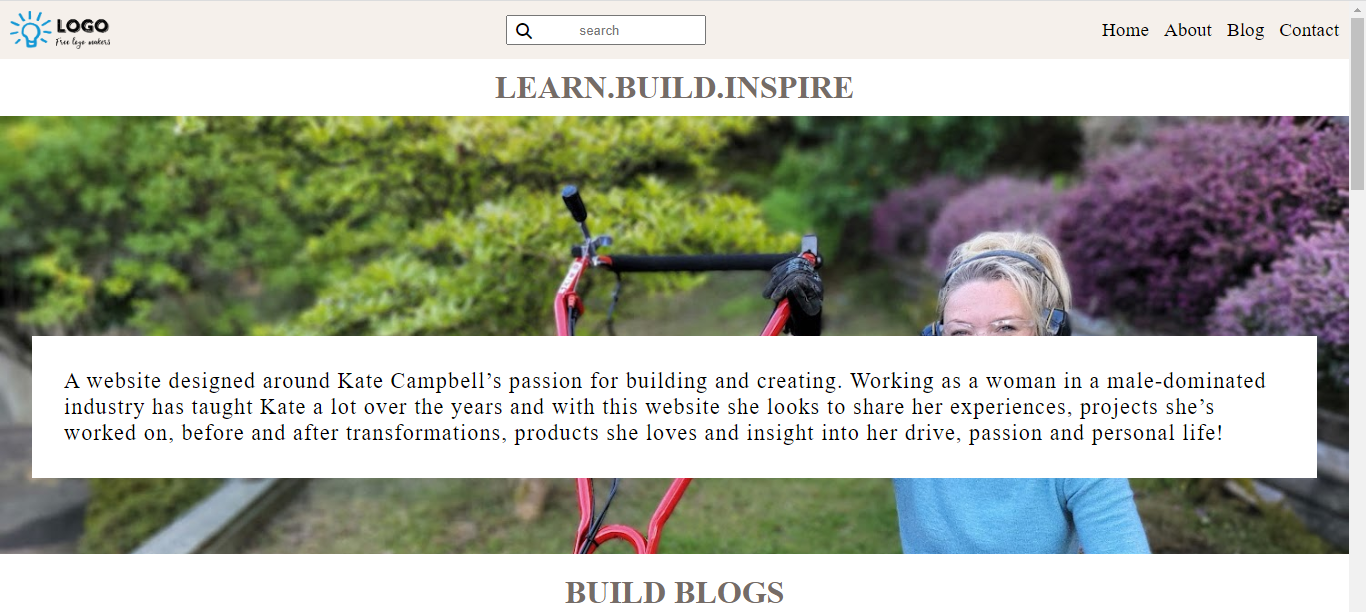 LOGO
Free logo makers
search
Home About Blog Contact
LEARN.BUILD.INSPIRE
A website designed around Kate Campbell’s passion for building and creating. Working as a woman in a male-dominated
industry has taught Kate a lot over the years and with this website she looks to share her experiences, projects she’s
worked on, before and after transformations, products she loves and insight into her drive, passion and personal life!
BUILD BLOGS